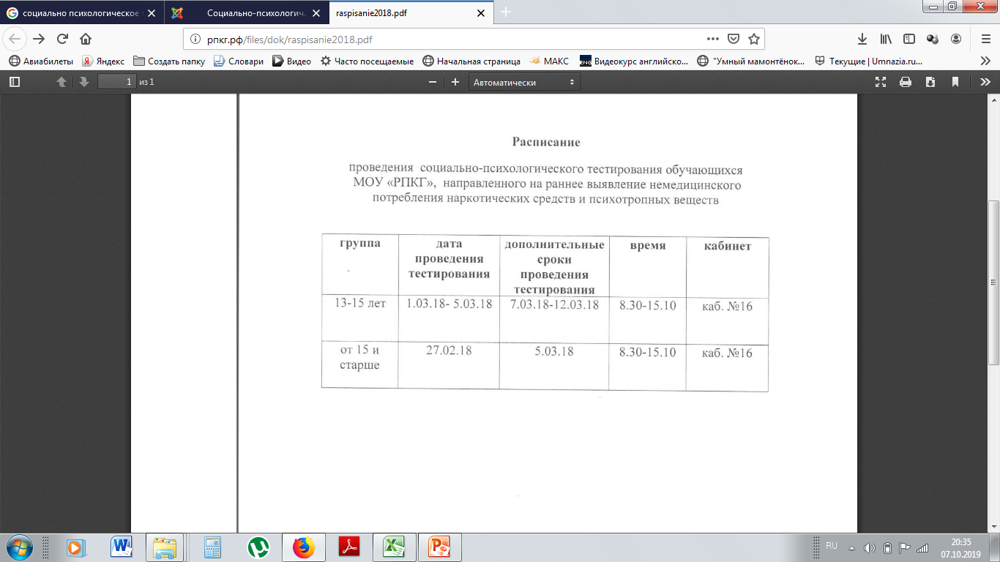 социально психологическое
Социально-психологич.
raspisanie2018.pdf
рпкг.рф/files/dok/raspisanie2018.pdf
Авиабилеты
Яндекс
Создать папку
Словари
Видео
Часто посещаемые
Начальная страница
МАКС
Видеокурс английско...
"Умный мамонтёнок...
Текущие | Umnazia.ru...
1
из 1
Автоматически
Расписание
проведения социально-психологического тестирования обучающихся
МОУ «РПКГ», направленного на раннее выявление немедицинского
потребления наркотических средств и психотропных веществ
группа
дата
проведения
тестирования
дополнительные
сроки
проведения
тестирования
время
кабинет
13-15 лет
1.03.18- 5.03.18
7.03.18-12.03.18
8.30-15.10
каб. №16
от 15 и
старше
27.02.18
5.03.18
8.30-15.10
каб. №16
RU
20:35
07.10.2019